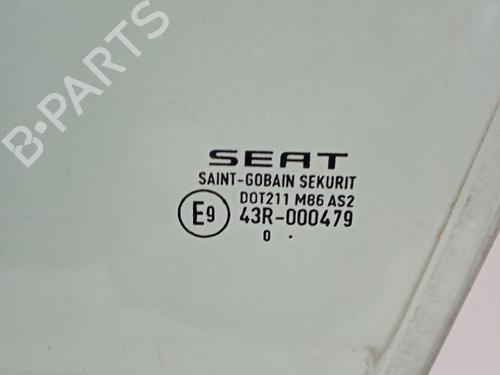 B-PARTS
SEAT
SAINT-GOBAIN SEKURIT
DOT211 M86 AS2
E9 43R-000479
0 .